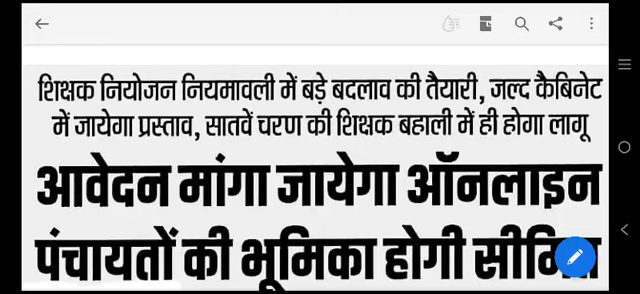 शिक्षक नियोजन नियमावली में बड़े बदलाव की तैयारी, जल्द कैबिनेट
में जायेगा प्रस्ताव, सातवें चरण की शिक्षक बहाली में ही होगा लागू
आवेदन मांगा जायेगा ऑनलाइन
पंचायतों की भूमिका होगी सीमित